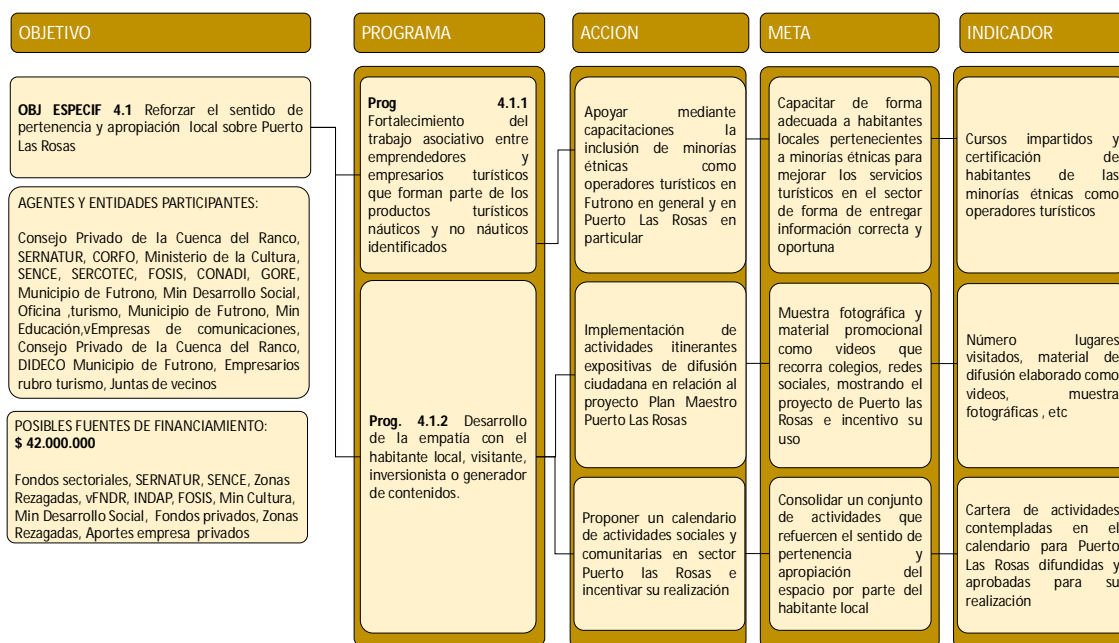 OBJETIVO
OBJ ESPECIF 4.1 Reforzar el sentido de
pertenencia y apropiación local sobre Puerto
Las Rosas
AGENTES Y ENTIDADES PARTICIPANTES:
Consejo Privado de la Cuenca del Ranco,
SERNATUR, CORFO, Ministerio de la Cultura,
SENCE, SERCOTEC, FOSIS, CONADI, GORE,
Municipio de Futrono, Min Desarrollo Social,
Oficina ,turismo, Municipio de Futrono, Min
Educación,vEmpresas de comunicaciones,
Consejo Privado de la Cuenca del Ranco,
DIDECO Municipio de Futrono, Empresarios
rubro turismo, Juntas de vecinos
POSIBLES FUENTES DE FINANCIAMIENTO:
$ 42.000.000
Fondos sectoriales, SERNATUR, SENCE, Zonas
Rezagadas, vFNDR, INDAP, FOSIS, Min Cultura,
Min Desarrollo Social, Fondos privados, Zonas
Rezagadas, Aportes empresa privados
PROGRAMA
Prog 4.1.1
Fortalecimiento del
trabajo asociativo entre
emprendedores y
empresarios turísticos
que forman parte de los
productos turísticos
náuticos y no náuticos
identificados
Prog. 4.1.2 Desarrollo
de la empatía con el
habitante local, visitante,
inversionista o generador
de contenidos.
ACCION
Apoyar mediante
capacitaciones la
inclusión de minorías
étnicas como
operadores turísticos en
Futrono en general y en
Puerto Las Rosas en
particular
Implementación de
actividades itinerantes
expositivas de difusión
ciudadana en relación al
proyecto Plan Maestro
Puerto Las Rosas
Proponer un calendario
de actividades sociales y
comunitarias en sector
Puerto las Rosas e
incentivar su realización
META
Capacitar de forma
adecuada a habitantes
locales pertenecientes
a minorías étnicas para
mejorar los servicios
turísticos en el sector
de forma de entregar
información correcta y
oportuna
Muestra fotográfica y
material promocional
como videos que
recorra colegios, redes
sociales, mostrando el
proyecto de Puerto las
Rosas e incentivo su
uso
Consolidar un conjunto
de actividades que
refuercen el sentido de
pertenencia y
apropiación del
espacio por parte del
habitante local
INDICADOR
Cursos impartidos y
certificación de
habitantes de las
minorías étnicas como
operadores turísticos
Número lugares
visitados, material de
difusión elaborado como
videos, muestra
fotográficas , etc
Cartera de actividades
contempladas en el
calendario para Puerto
Las Rosas difundidas y
aprobadas para su
realización